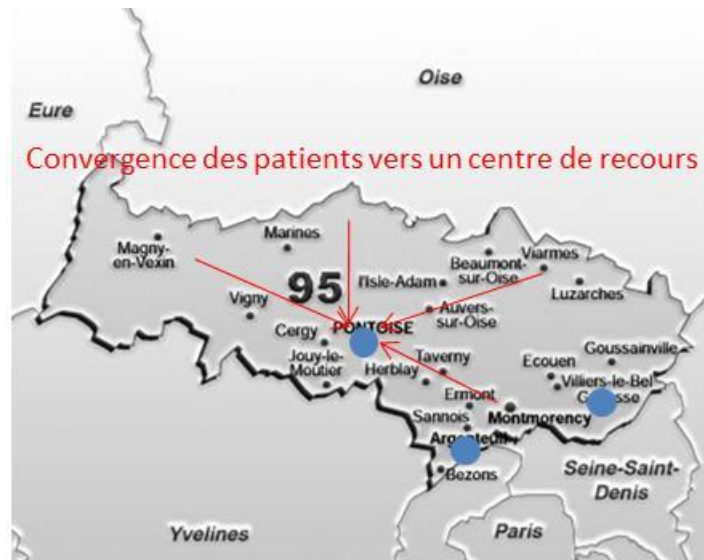 Oise
Eure
Convergence des patients vers un centre de recours
Marines
Magny-
en-Vexin
Beaumont-
sur-Oise
Viarmes
95
l'Isle-Adam
Luzarches
Vigny
Auvers-
sur-Oise
PONTOISE
Cergy
Jouy-le-
Moutier
Taverny
Herblay
Ecouen
Goussainville
Villiers-le-Bel
Ermont
Sannois
Montmorency
Bezons
Seine-Saint-
Denis
Yvelines
Paris